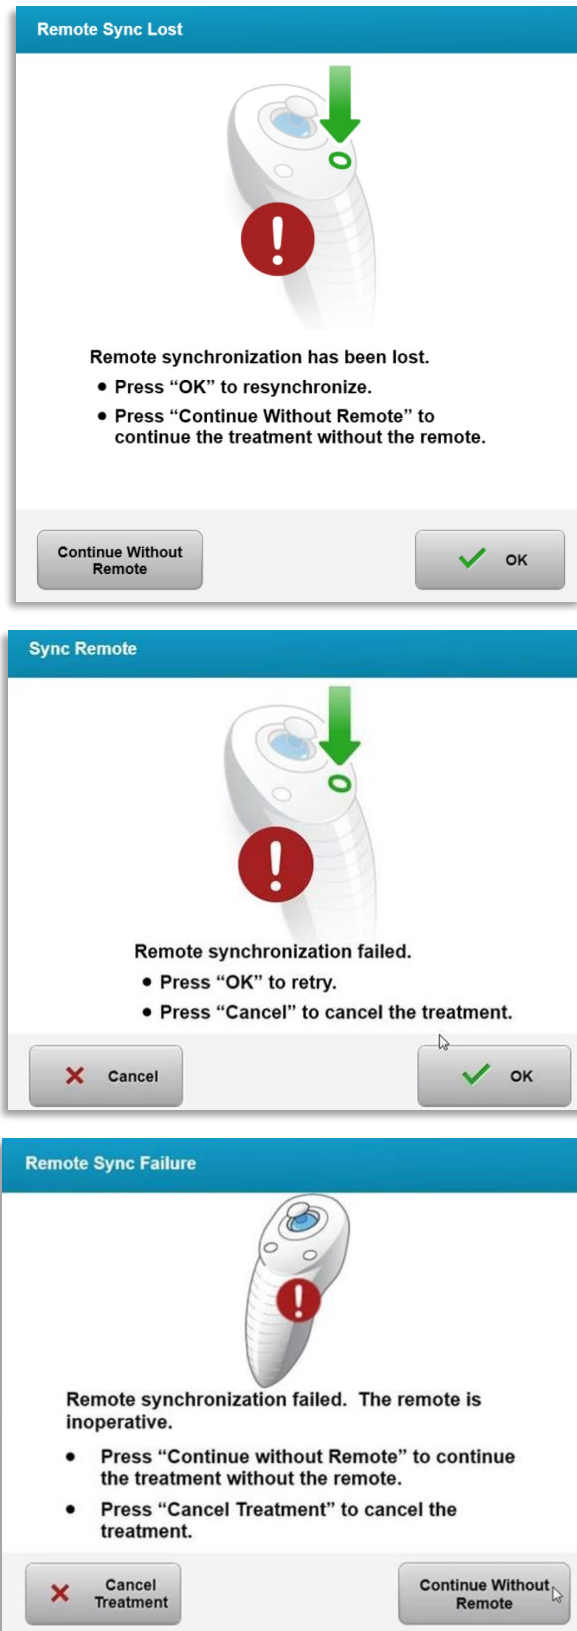 Remote Sync Lost
Remote synchronization has been lost.
• Press “OK” to resynchronize.
• Press “Continue Without Remote” to
continue the treatment without the remote.
Continue Without
Remote
OK
Sync Remote
Remote synchronization failed.
• Press “OK” to retry.
• Press “Cancel” to cancel the treatment.
Cancel
OK
Remote Sync Failure
Remote synchronization failed.  The remote is
inoperative.
• Press “Continue without Remote” to continue
the treatment without the remote.
• Press “Cancel Treatment” to cancel the
treatment.
Cancel
Treatment
Continue Without
Remote